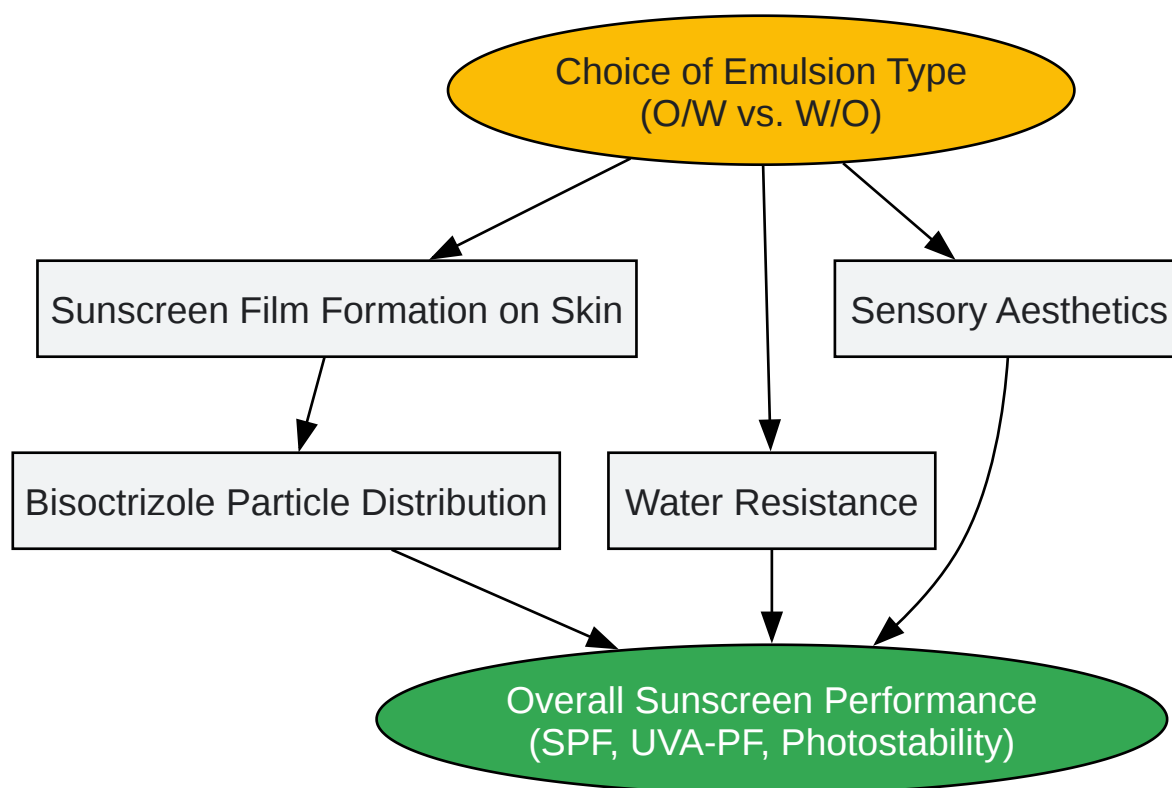 Choice of Emulsion Type
(O/W vs. W/O)
Sunscreen Film Formation on Skin
Sensory Aesthetics
Bisoctrizole Particle Distribution
Water Resistance
Overall Sunscreen Performance
(SPF, UVA-PF, Photostability)